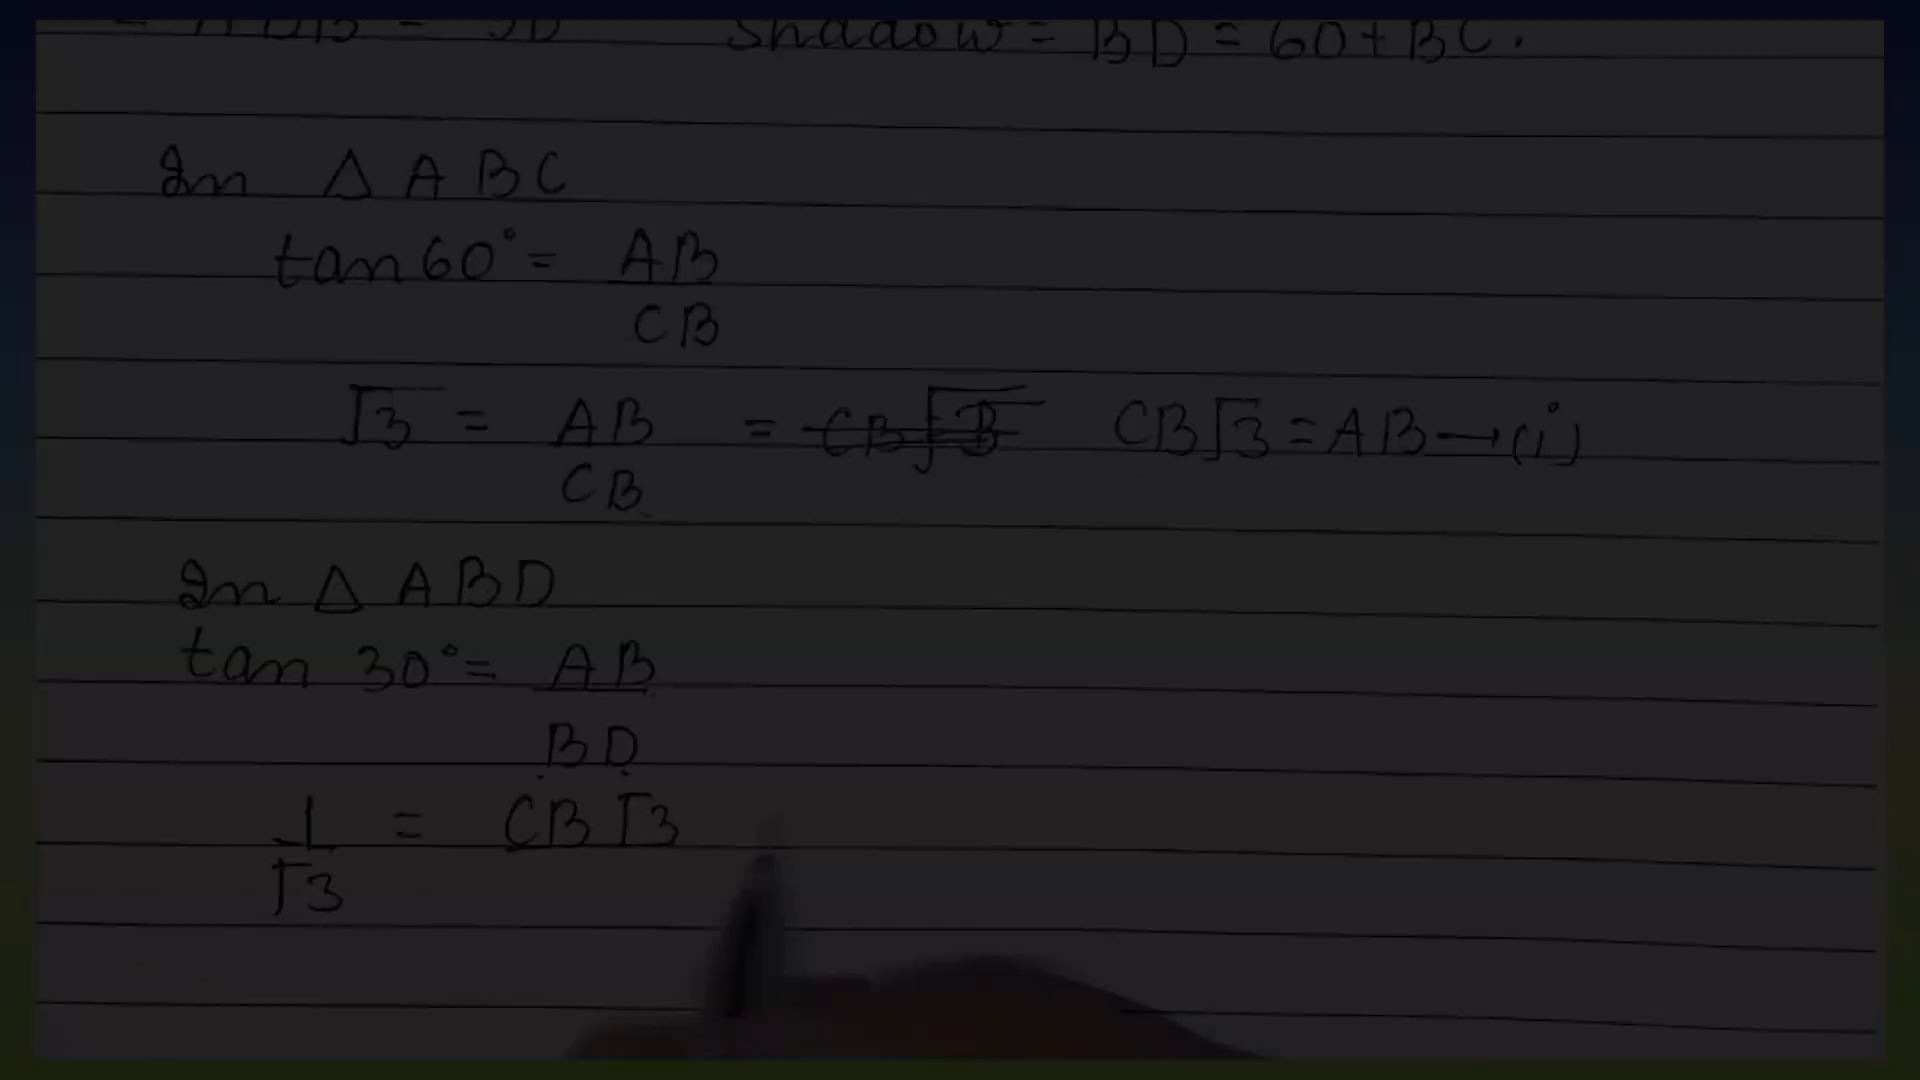 Shadow = BD = 60 + BC.
In Δ ABC
tan 60° = AB
CB
√3 = AB = CB√3 CB√3 = AB → (i)
CB
In Δ ABD
tan 30° = AB
BD
1 = CB √3
√3